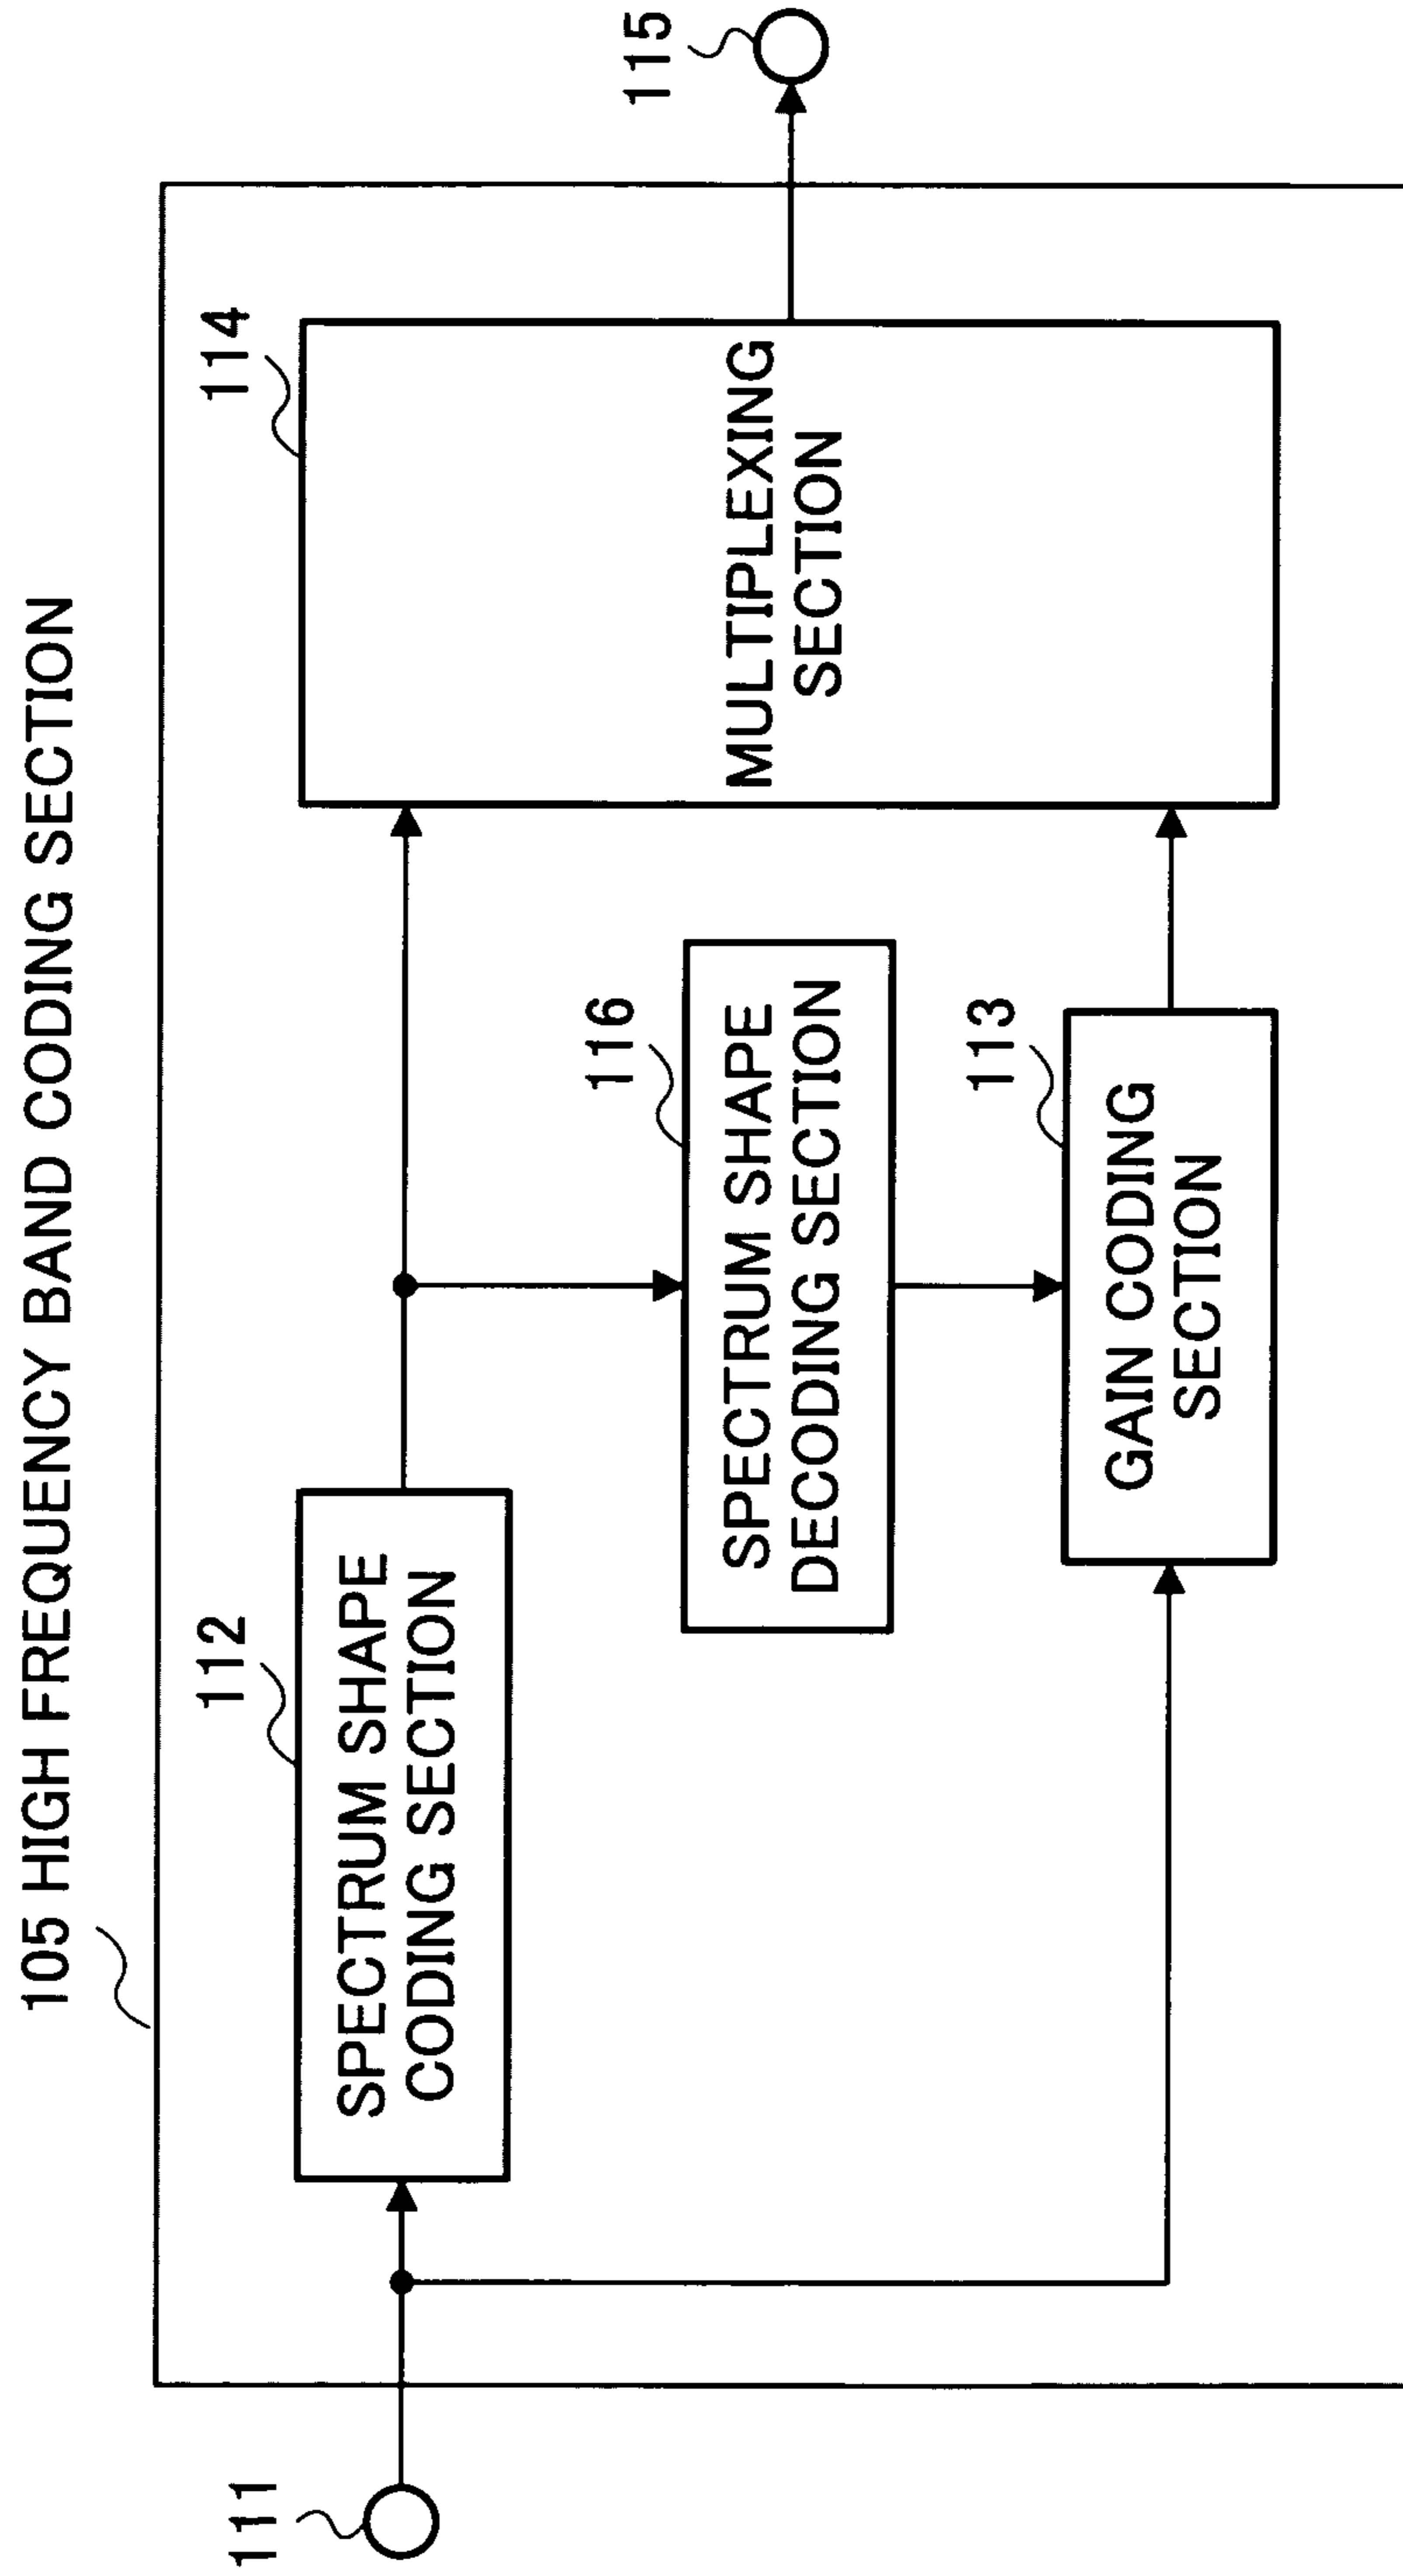 105 HIGH FREQUENCY BAND CODING SECTION
111
112
SPECTRUM SHAPE
CODING SECTION
116
SPECTRUM SHAPE
DECODING SECTION
113
GAIN CODING
SECTION
114
MULTIPLEXING
SECTION
115